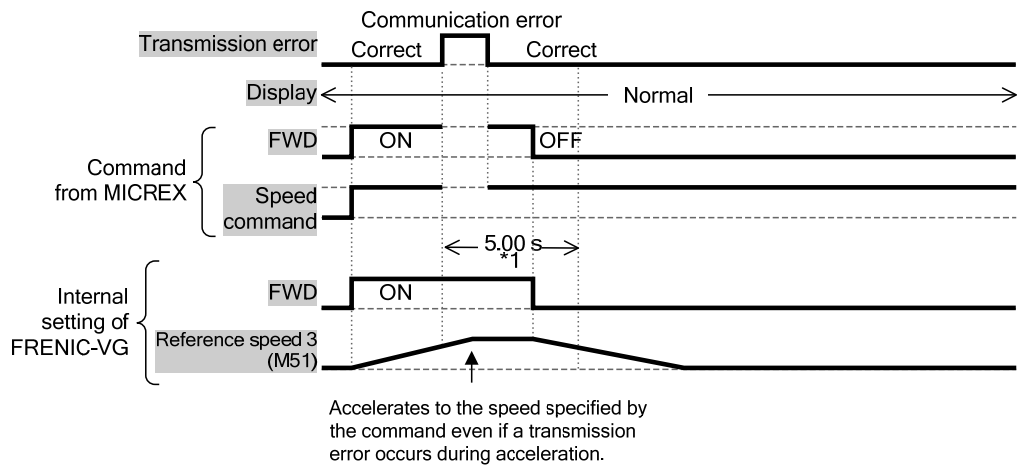 Communication error
Transmission error
Correct
Correct
Display
Normal
Command
from MICREX
FWD
ON
OFF
Speed
command
5.00 s
*1
Internal
setting of
FRENIC-VG
FWD
ON
Reference speed 3
(M51)
Accelerates to the speed specified by
the command even if a transmission
error occurs during acceleration.